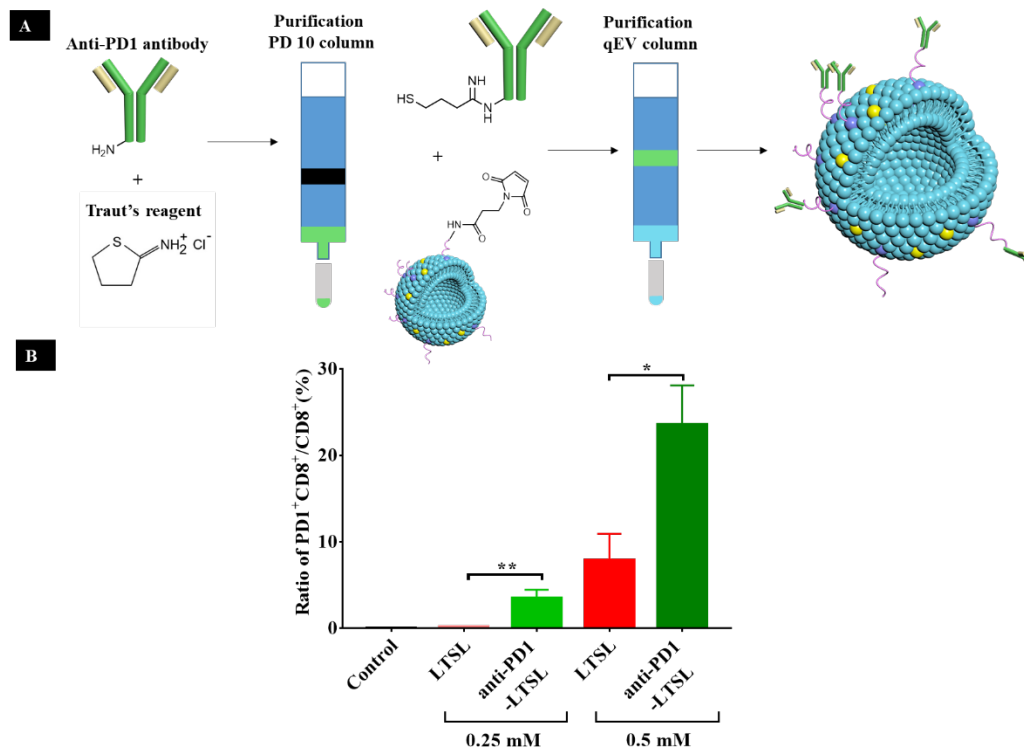 A
Anti-PD1 antibody
H₂N
+
Traut's reagent
S
NH₂⁺ Cl⁻
Purification
PD 10 column
NH
HS
N
H
+
O
N
O
HN
O
Purification
qEV column
B
Ratio of PD1⁺CD8⁺/CD8⁺(%)
30
20
10
0
**
*
Control
LTSL
anti-PD1
-LTSL
LTSL
anti-PD1
-LTSL
0.25 mM
0.5 mM